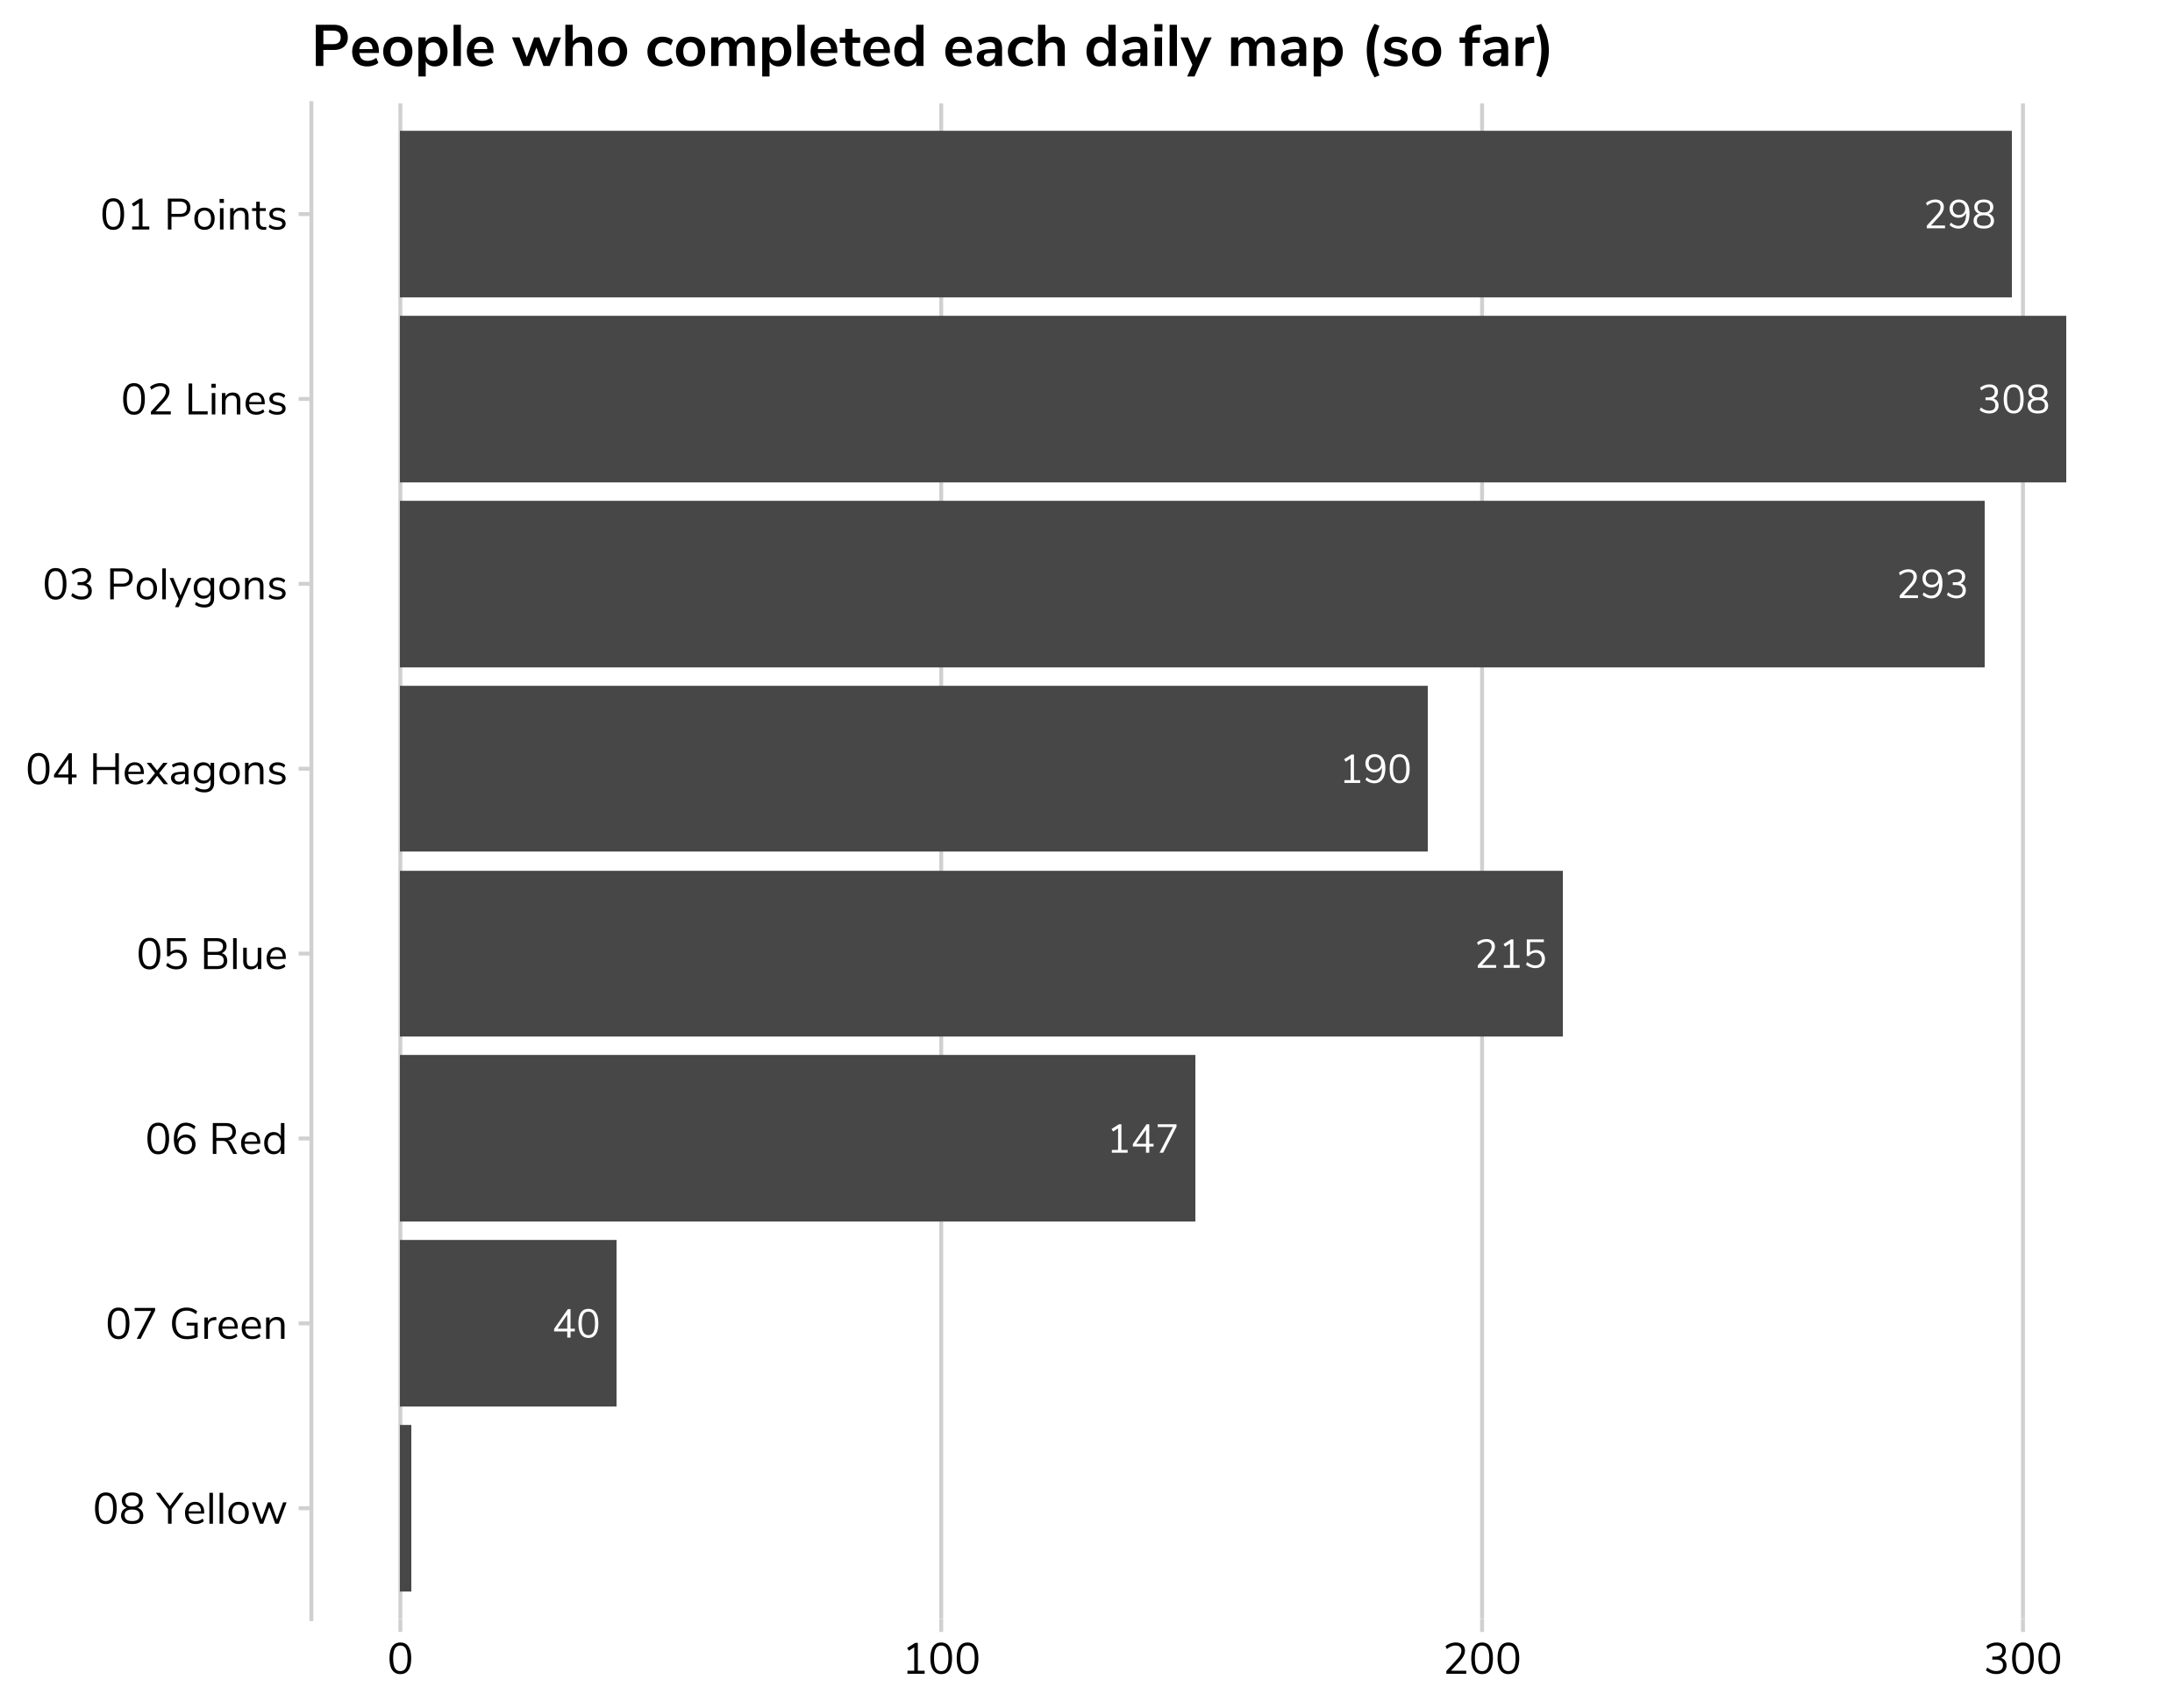 People who completed each daily map (so far)
01 Points 298
02 Lines 308
03 Polygons 293
04 Hexagons 190
05 Blue 215
06 Red 147
07 Green 40
08 Yellow
0 100 200 300